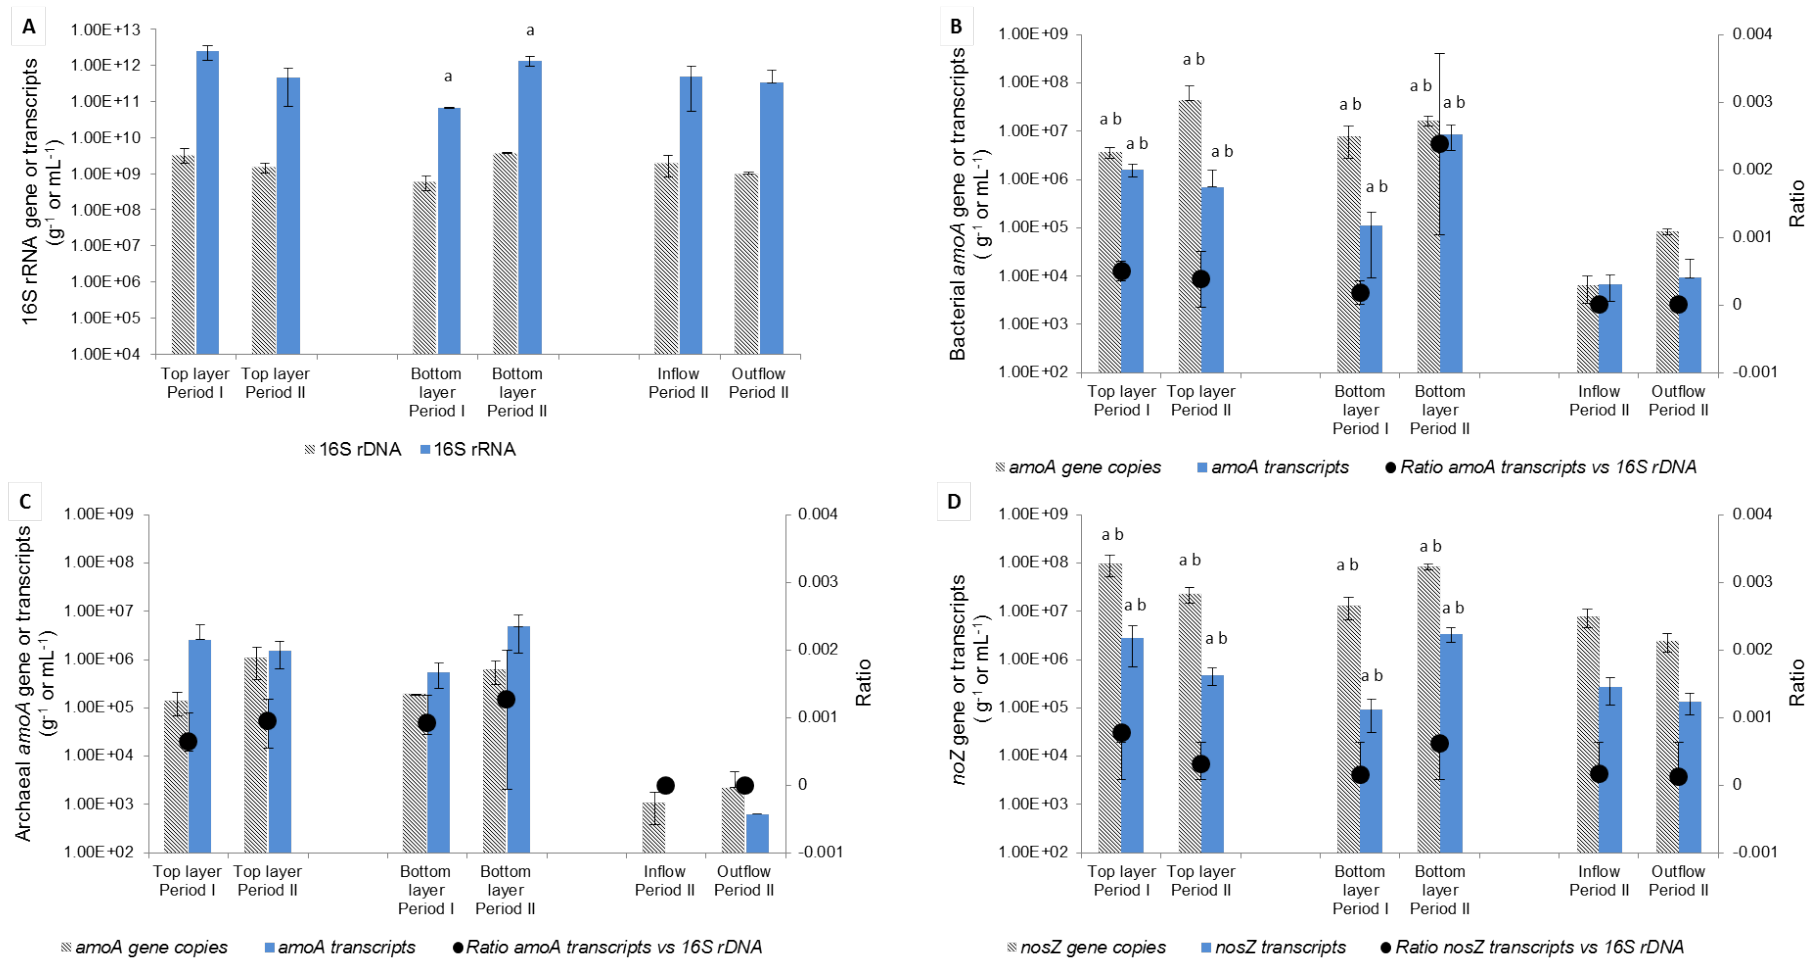 A
16S rRNA gene or transcripts
(g⁻¹ or mL⁻¹)
1.00E+13
1.00E+12
1.00E+11
1.00E+10
1.00E+09
1.00E+08
1.00E+07
1.00E+06
1.00E+05
1.00E+04
a
a
Top layer
Period I
Top layer
Period II
Bottom
layer
Period I
Bottom
layer
Period II
Inflow
Period II
Outflow
Period II
16S rDNA
16S rRNA
B
Bacterial amoA gene or transcripts
( g⁻¹ or mL⁻¹)
1.00E+09
1.00E+08
1.00E+07
1.00E+06
1.00E+05
1.00E+04
1.00E+03
1.00E+02
a b
a b
a b
a b
a b
a b
a b
a b
0.004
0.003
0.002
0.001
0
-0.001
Ratio
Top layer
Period I
Top layer
Period II
Bottom
layer
Period I
Bottom
layer
Period II
Inflow
Period II
Outflow
Period II
amoA gene copies
amoA transcripts
Ratio amoA transcripts vs 16S rDNA
C
Archaeal amoA gene or transcripts
(g⁻¹ or mL⁻¹)
1.00E+09
1.00E+08
1.00E+07
1.00E+06
1.00E+05
1.00E+04
1.00E+03
1.00E+02
0.004
0.003
0.002
0.001
0
-0.001
Ratio
Top layer
Period I
Top layer
Period II
Bottom
layer
Period I
Bottom
layer
Period II
Inflow
Period II
Outflow
Period II
amoA gene copies
amoA transcripts
Ratio amoA transcripts vs 16S rDNA
D
noZ gene or transcripts
( g⁻¹ or mL⁻¹)
1.00E+09
1.00E+08
1.00E+07
1.00E+06
1.00E+05
1.00E+04
1.00E+03
1.00E+02
a b
a b
a b
a b
a b
a b
a b
a b
0.004
0.003
0.002
0.001
0
-0.001
Ratio
Top layer
Period I
Top layer
Period II
Bottom
layer
Period I
Bottom
layer
Period II
Inflow
Period II
Outflow
Period II
nosZ gene copies
nosZ transcripts
Ratio nosZ transcripts vs 16S rDNA